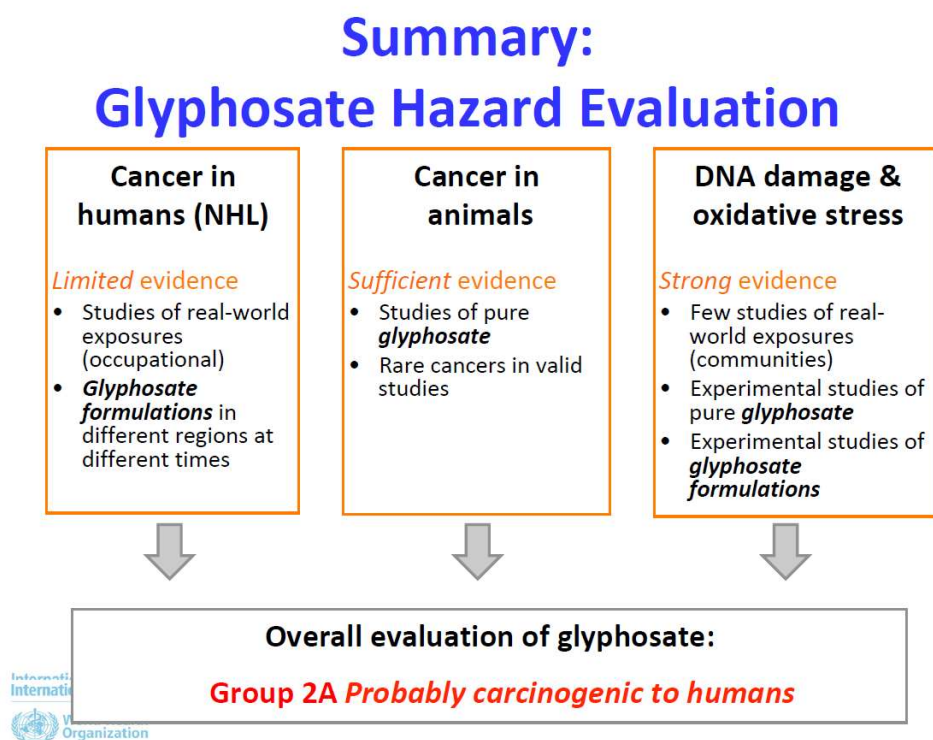 Summary:
Glyphosate Hazard Evaluation
Cancer in
humans (NHL)
Limited evidence
• Studies of real-world
exposures
(occupational)
• Glyphosate
formulations in
different regions at
different times
Cancer in
animals
Sufficient evidence
• Studies of pure
glyphosate
• Rare cancers in valid
studies
DNA damage &
oxidative stress
Strong evidence
• Few studies of real-
world exposures
(communities)
• Experimental studies of
pure glyphosate
• Experimental studies of
glyphosate
formulations
Overall evaluation of glyphosate:
Group 2A Probably carcinogenic to humans
Organization